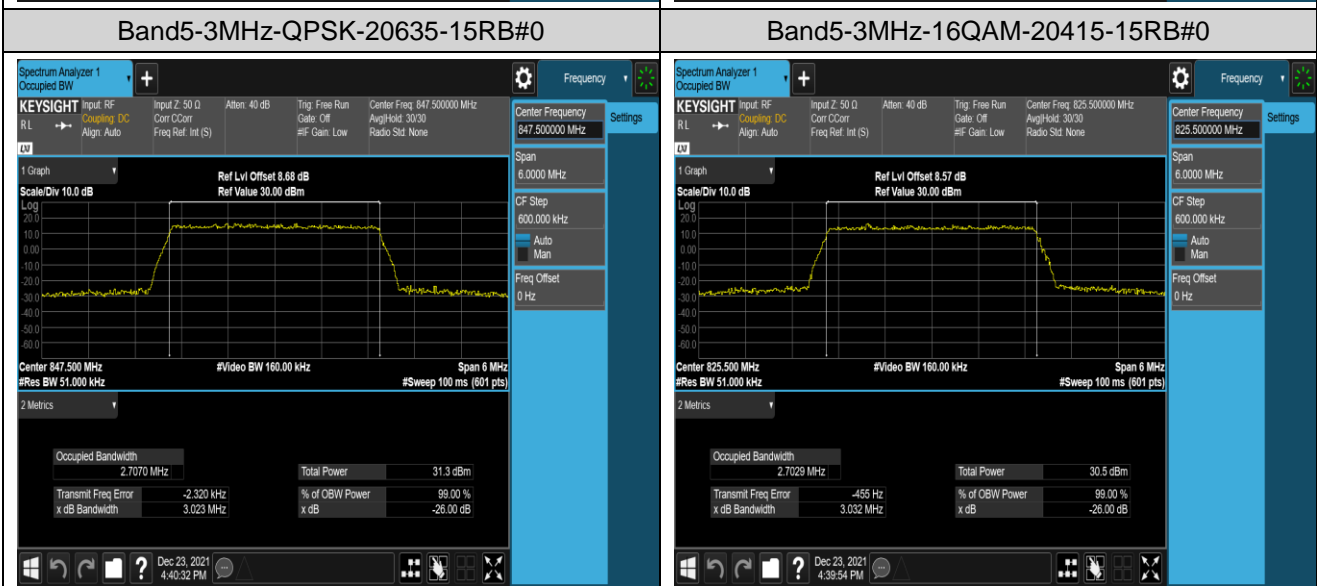 Band5-3MHz-QPSK-20635-15RB#0
Spectrum Analyzer 1
Occupied BW
+
Frequency
KEYSIGHT
RL
LXI
Input: RF
Coupling: DC
Align: Auto
Input Z: 50 Ω
Corr CCorr
Freq Ref: Int (S)
Atten: 40 dB
Trig: Free Run
Gate: Off
#IF Gain: Low
Center Freq: 847.500000 MHz
Avg|Hold: 30/30
Radio Std: None
Center Frequency
847.500000 MHz
Settings
Span
6.0000 MHz
CF Step
600.000 kHz
Auto
Man
Freq Offset
0 Hz
1 Graph
Scale/Div 10.0 dB
Ref Lvl Offset 8.68 dB
Ref Value 30.00 dBm
Log
20.0
10.0
0.00
-10.0
-20.0
-30.0
-40.0
-50.0
-60.0
Center 847.500 MHz
#Res BW 51.000 kHz
#Video BW 160.00 kHz
Span 6 MHz
#Sweep 100 ms (601 pts)
2 Metrics
Occupied Bandwidth
2.7070 MHz
Total Power 31.3 dBm
Transmit Freq Error -2.320 kHz
% of OBW Power 99.00 %
x dB Bandwidth 3.023 MHz
x dB -26.00 dB
?
Dec 23, 2021
4:40:32 PM
Band5-3MHz-16QAM-20415-15RB#0
Spectrum Analyzer 1
Occupied BW
+
Frequency
KEYSIGHT
RL
LXI
Input: RF
Coupling: DC
Align: Auto
Input Z: 50 Ω
Corr CCorr
Freq Ref: Int (S)
Atten: 40 dB
Trig: Free Run
Gate: Off
#IF Gain: Low
Center Freq: 825.500000 MHz
Avg|Hold: 30/30
Radio Std: None
Center Frequency
825.500000 MHz
Settings
Span
6.0000 MHz
CF Step
600.000 kHz
Auto
Man
Freq Offset
0 Hz
1 Graph
Scale/Div 10.0 dB
Ref Lvl Offset 8.57 dB
Ref Value 30.00 dBm
Log
20.0
10.0
0.00
-10.0
-20.0
-30.0
-40.0
-50.0
-60.0
Center 825.500 MHz
#Res BW 51.000 kHz
#Video BW 160.00 kHz
Span 6 MHz
#Sweep 100 ms (601 pts)
2 Metrics
Occupied Bandwidth
2.7029 MHz
Total Power 30.5 dBm
Transmit Freq Error -455 Hz
% of OBW Power 99.00 %
x dB Bandwidth 3.032 MHz
x dB -26.00 dB
?
Dec 23, 2021
4:39:54 PM